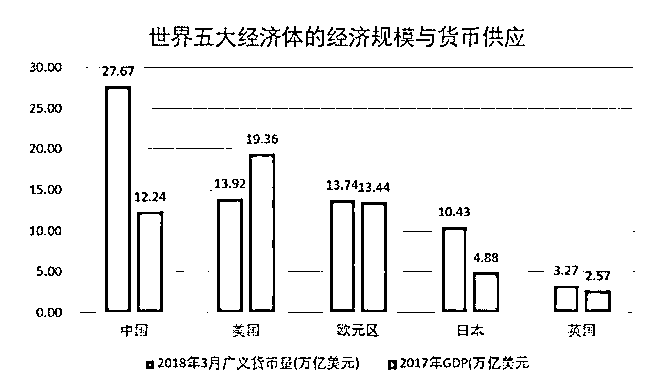 世界五大经济体的经济规模与货币供应
30.00
27.67
25.00
20.00
19.36
15.00
12.24
13.92
13.74
13.44
10.00
10.43
5.00
4.88
3.27
2.57
0.00
中国
美国
欧元区
日本
英国
2018年3月广义货币量(万亿美元)
2017年GDP(万亿美元